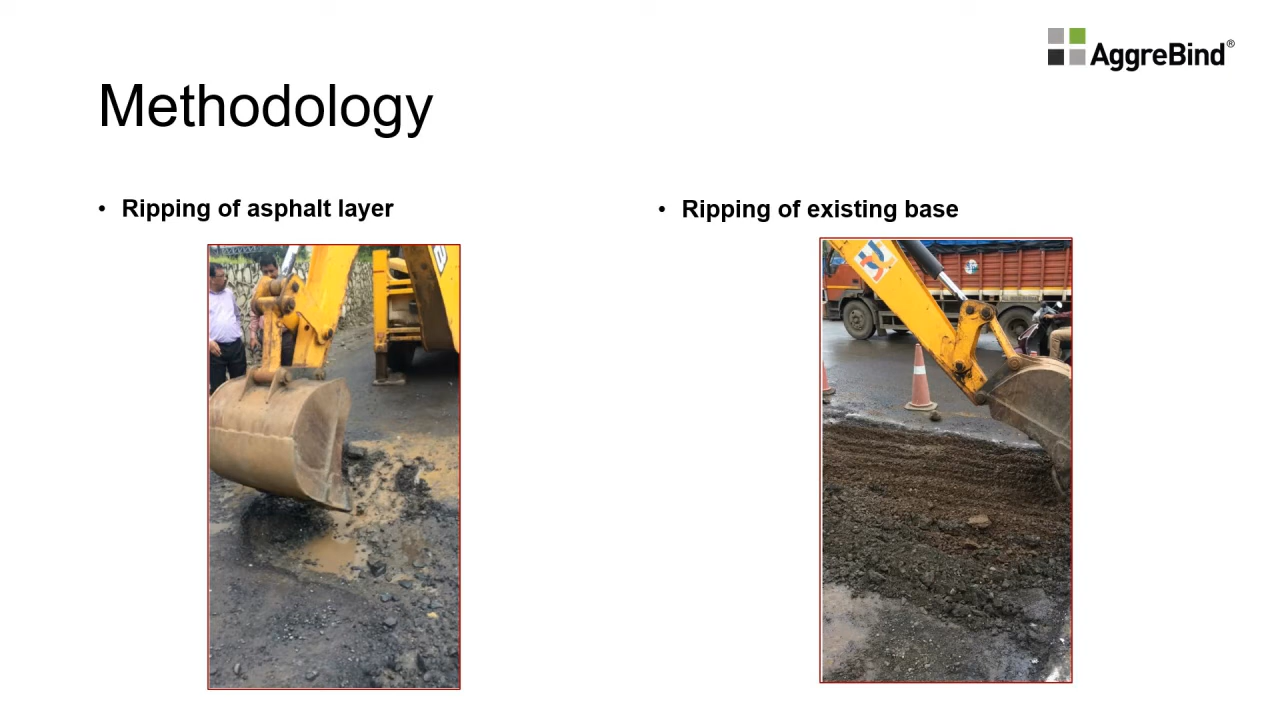 AggreBind®
Methodology
• Ripping of asphalt layer
• Ripping of existing base